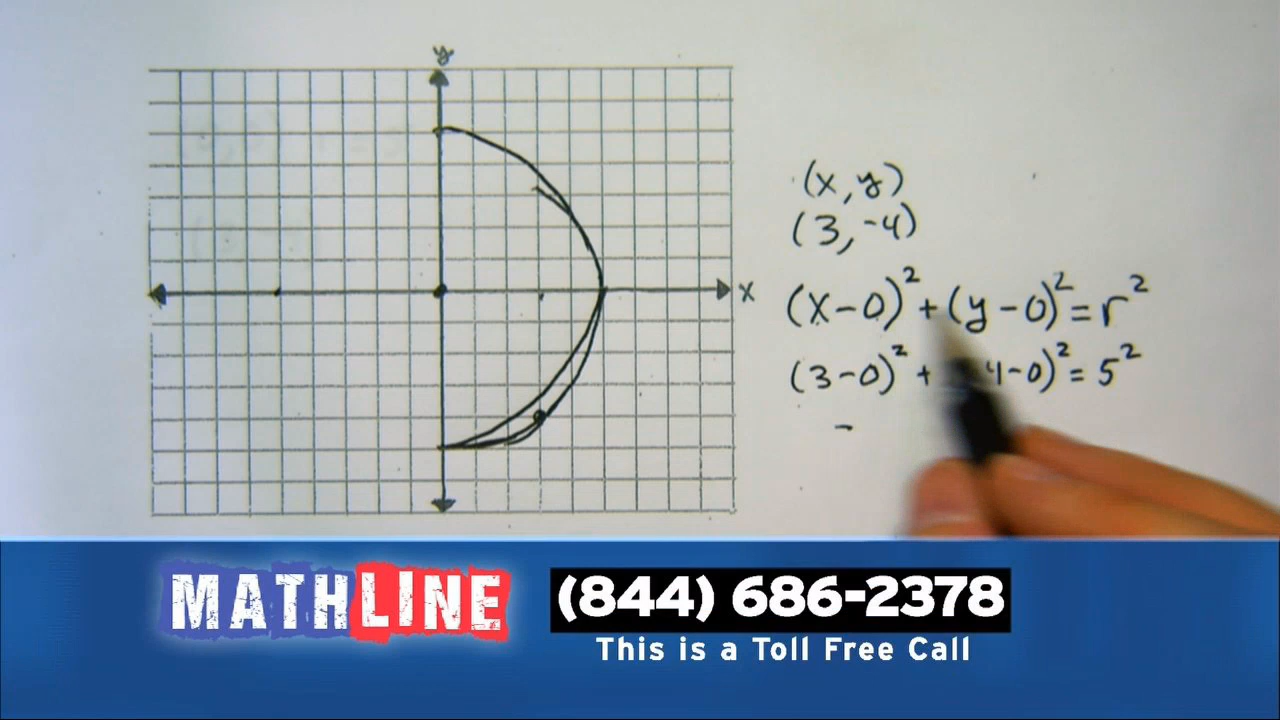 y
x
(x,y)
(3,-4)
(x-0)²+(y-0)²=r²
(3-0)²+ 4-0)²=5²
-
MATHLINE
(844) 686-2378
This is a Toll Free Call